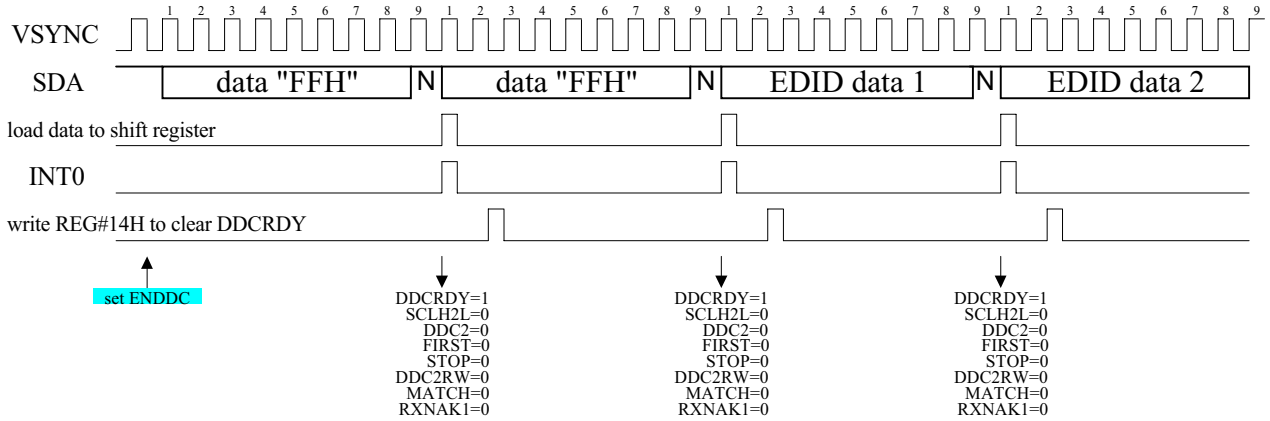 1 2 3 4 5 6 7 8 9 1 2 3 4 5 6 7 8 9 1 2 3 4 5 6 7 8 9 1 2 3 4 5 6 7 8 9
VSYNC
SDA data "FFH" N data "FFH" N EDID data 1 N EDID data 2
load data to shift register
INT0
write REG#14H to clear DDCRDY
set ENDDC
DDCRDY=1
SCLH2L=0
DDC2=0
FIRST=0
STOP=0
DDC2RW=0
MATCH=0
RXNAK1=0
DDCRDY=1
SCLH2L=0
DDC2=0
FIRST=0
STOP=0
DDC2RW=0
MATCH=0
RXNAK1=0
DDCRDY=1
SCLH2L=0
DDC2=0
FIRST=0
STOP=0
DDC2RW=0
MATCH=0
RXNAK1=0